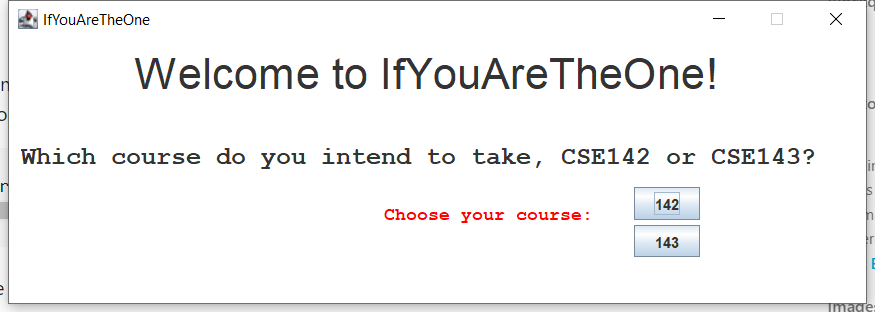 IfYouAreTheOne
Welcome to IfYouAreTheOne!
Which course do you intend to take, CSE142 or CSE143?
Choose your course:
142
143